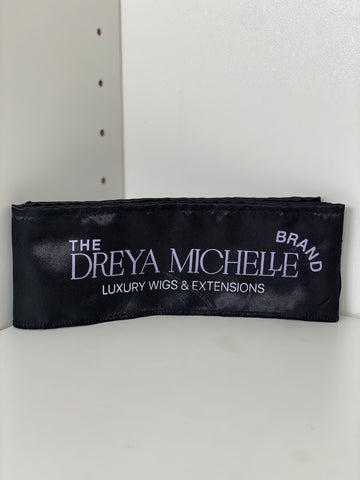 THE
DREYA MICHELLE
BRAND
LUXURY WIGS & EXTENSIONS